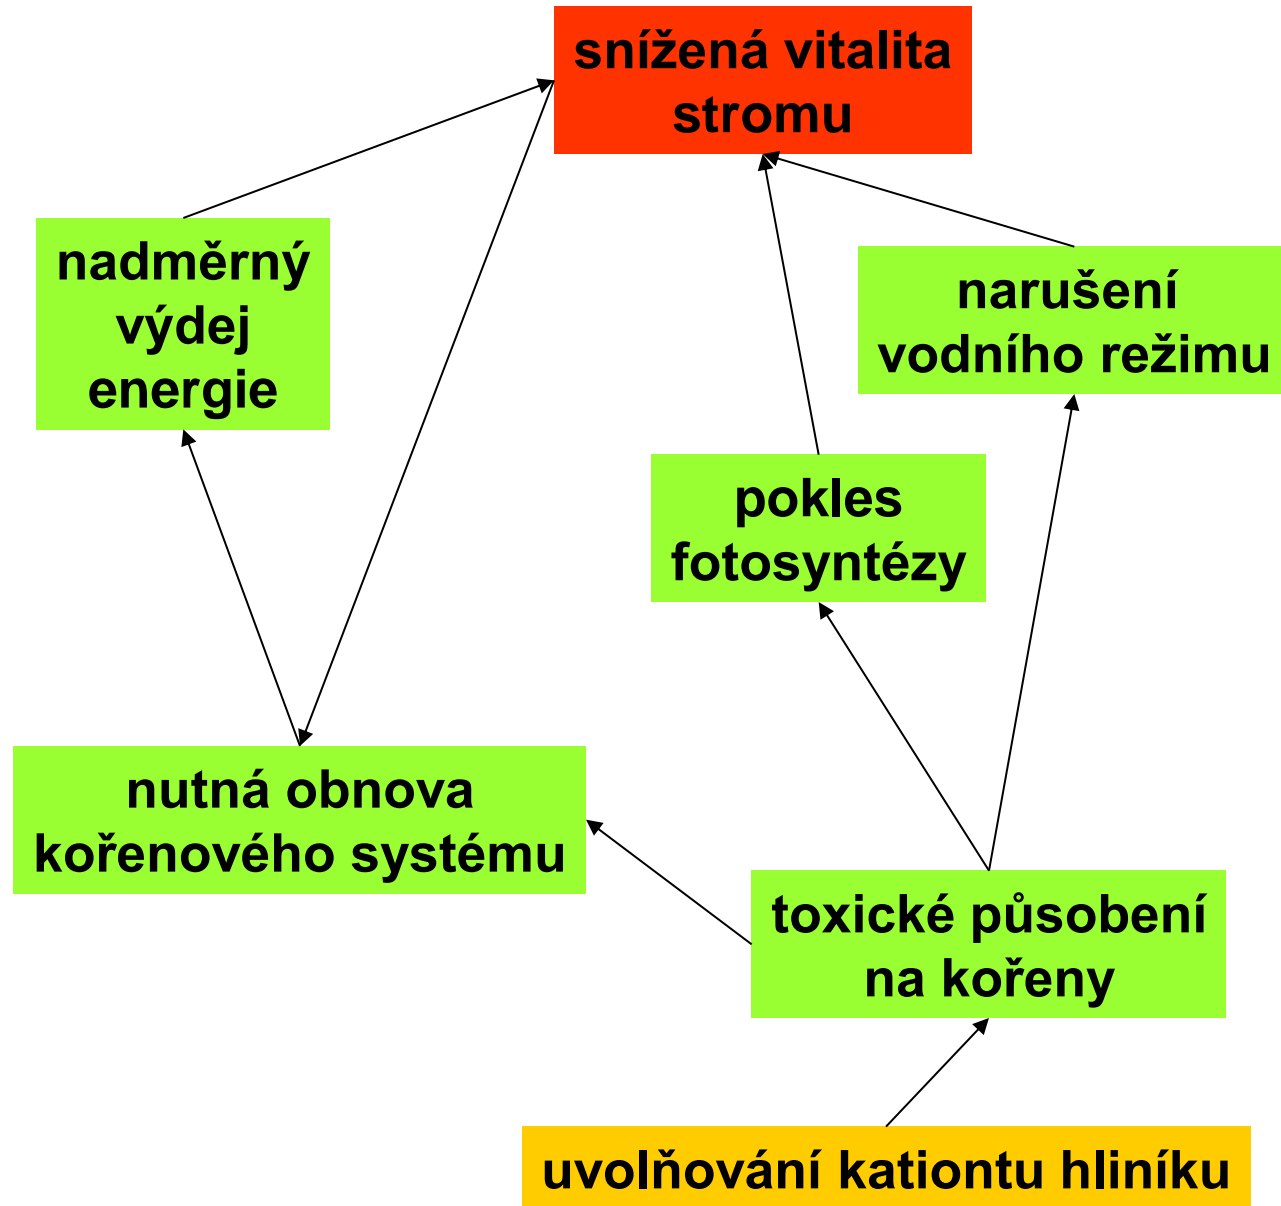 snížená vitalita
stromu
nadměrný
výdej
energie
narušení
vodního režimu
pokles
fotosyntézy
nutná obnova
kořenového systému
toxické působení
na kořeny
uvolňování kationtu hliníku